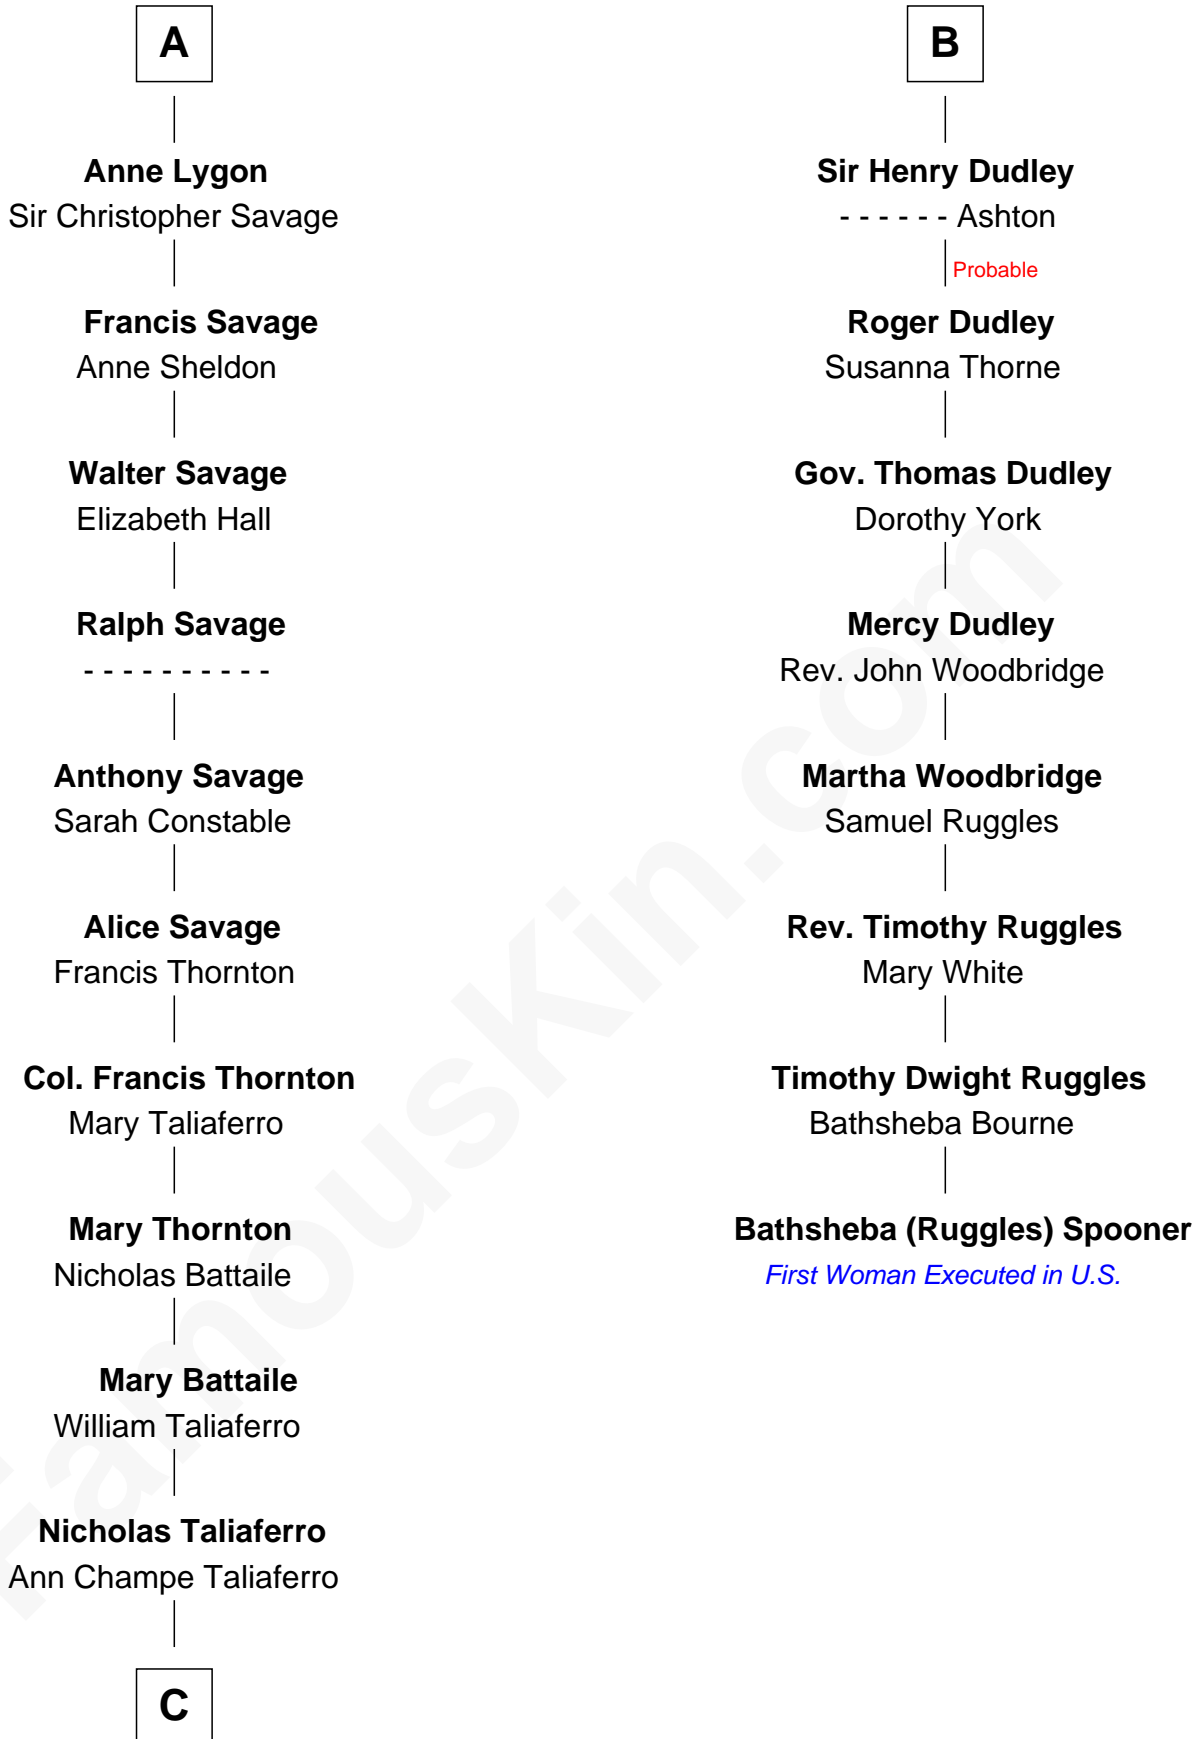 A
Anne Lygon
Sir Christopher Savage
Francis Savage
Anne Sheldon
Walter Savage
Elizabeth Hall
Ralph Savage
- - - - - - - - - -
Anthony Savage
Sarah Constable
Alice Savage
Francis Thornton
Col. Francis Thornton
Mary Taliaferro
Mary Thornton
Nicholas Battaile
Mary Battaile
William Taliaferro
Nicholas Taliaferro
Ann Champe Taliaferro
C
B
Sir Henry Dudley
- - - - - - Ashton
Probable
Roger Dudley
Susanna Thorne
Gov. Thomas Dudley
Dorothy York
Mercy Dudley
Rev. John Woodbridge
Martha Woodbridge
Samuel Ruggles
Rev. Timothy Ruggles
Mary White
Timothy Dwight Ruggles
Bathsheba Bourne
Bathsheba (Ruggles) Spooner
First Woman Executed in U.S.
FamousKin.com